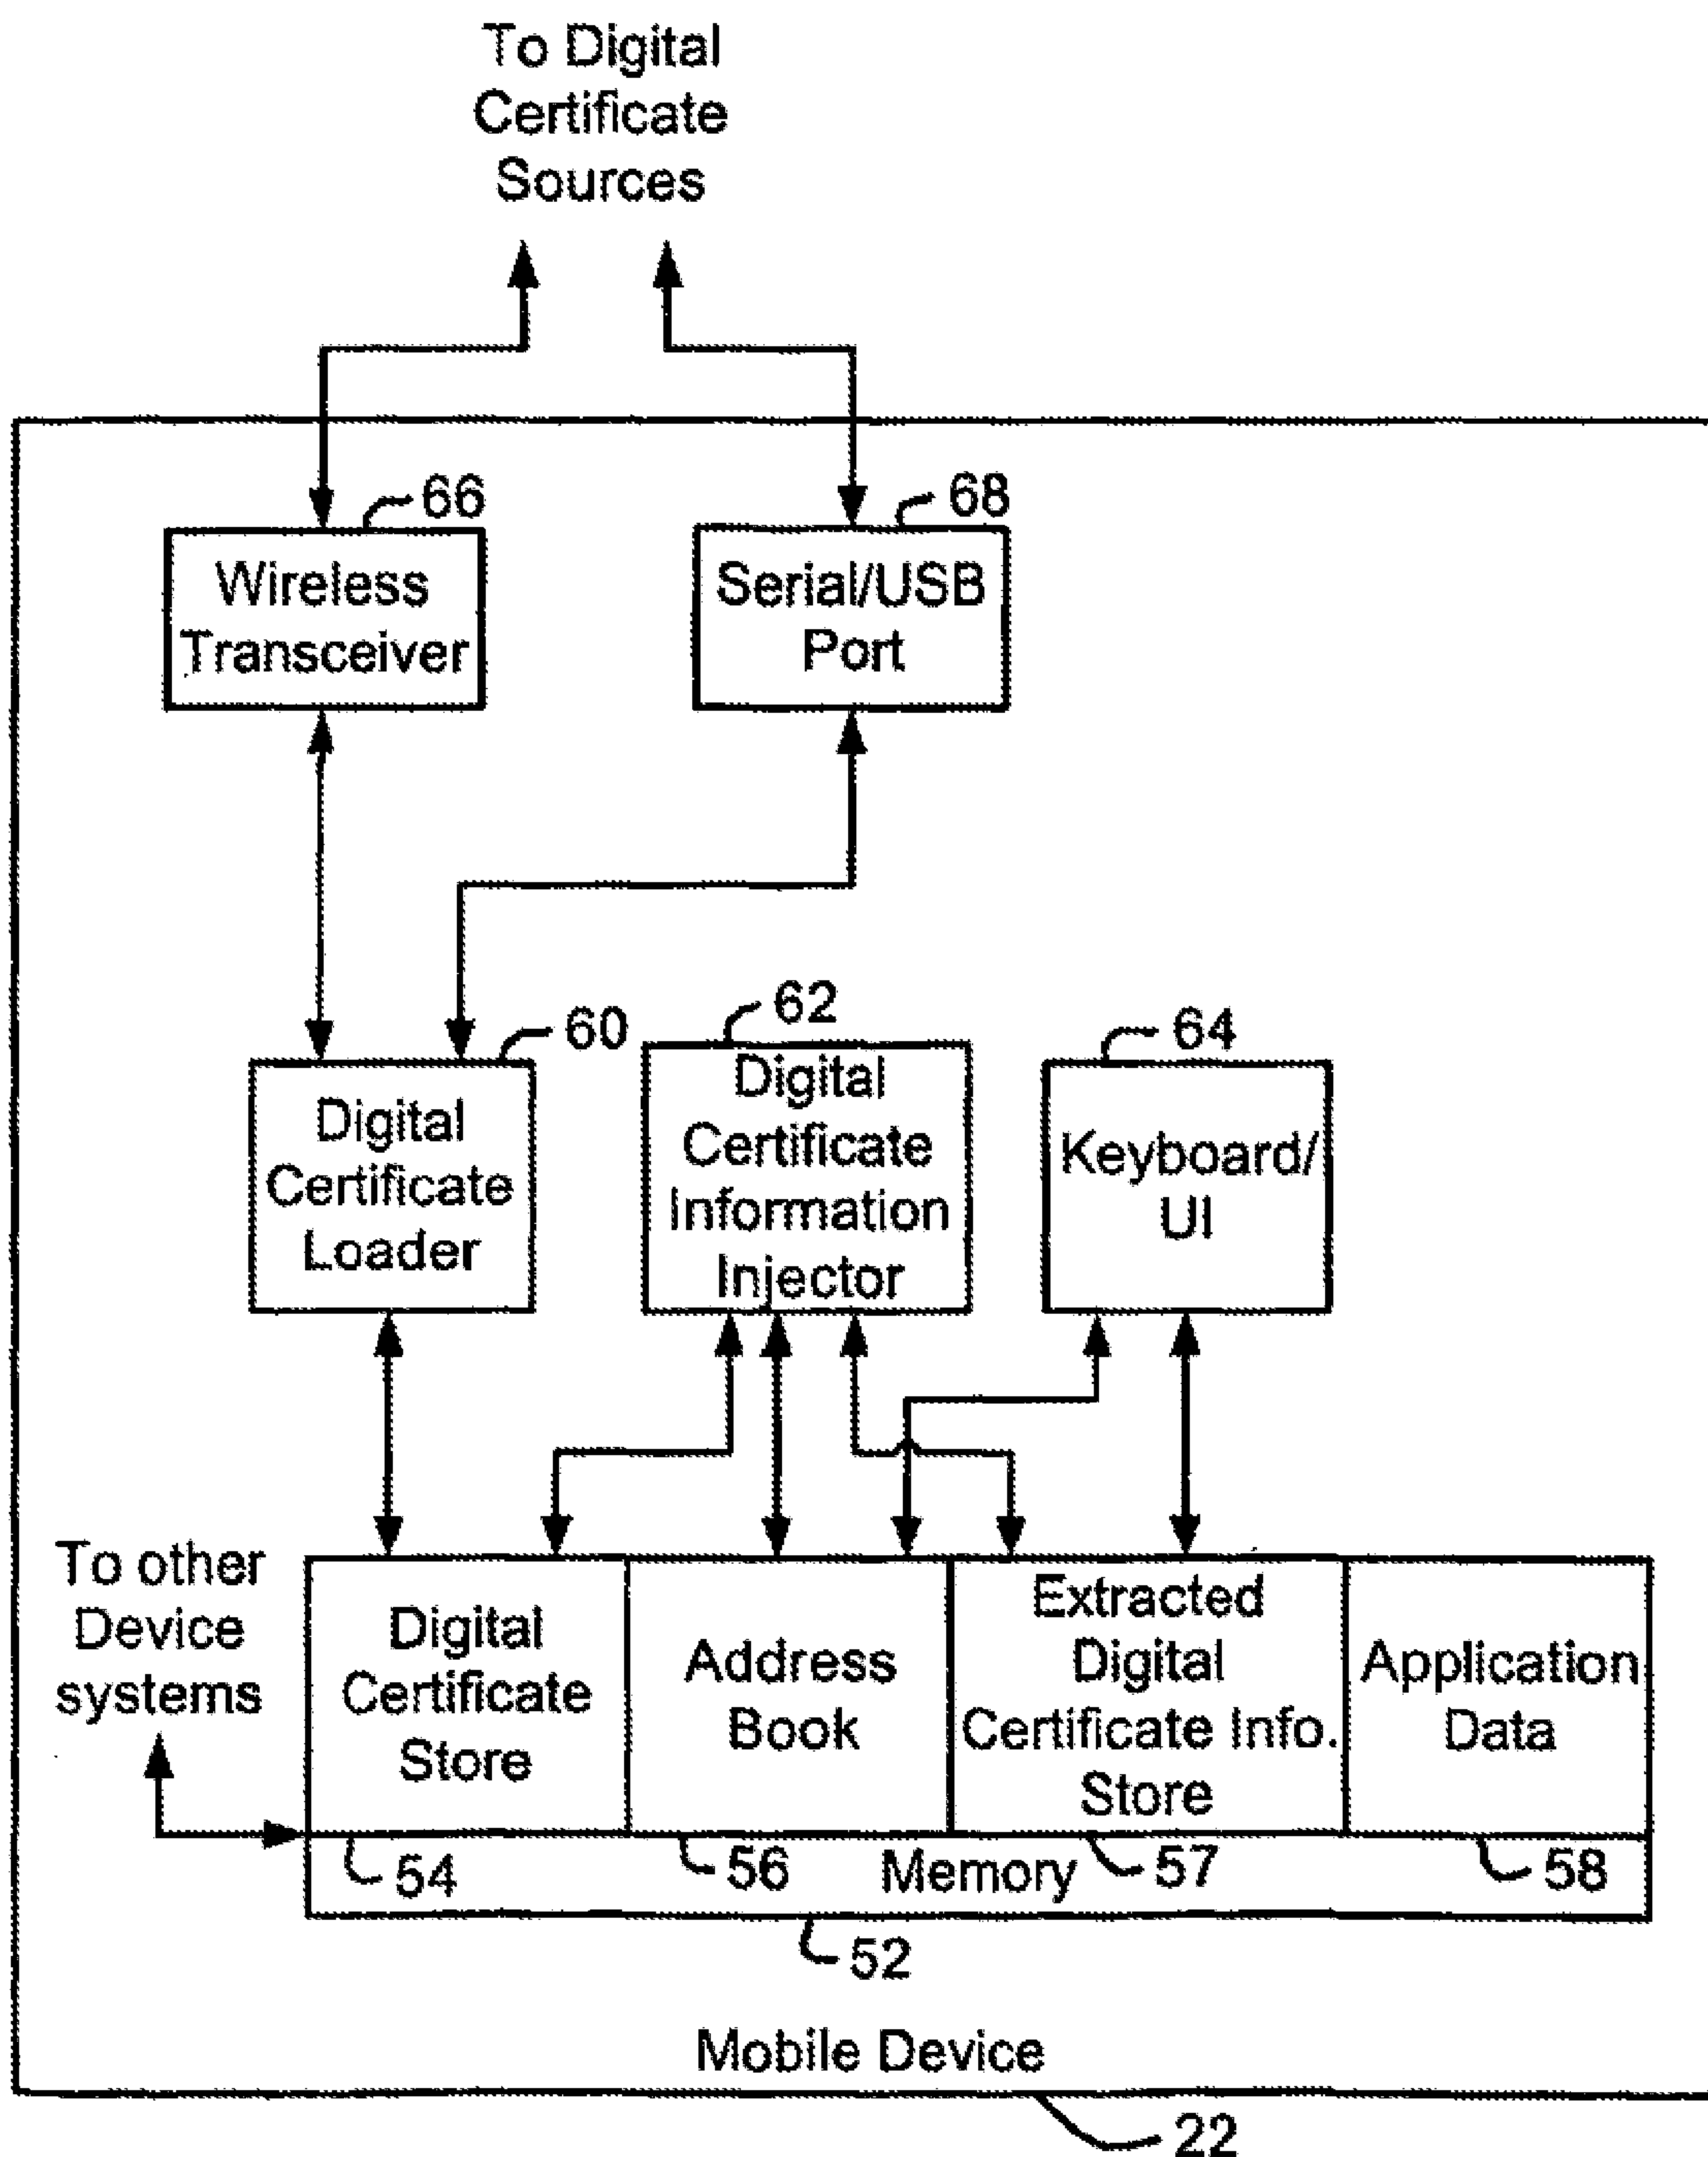 To Digital
Certificate
Sources
66
68
Wireless
Transceiver
Serial/USB
Port
60
62
64
Digital
Certificate
Loader
Digital
Certificate
Information
Injector
Keyboard/
UI
To other
Device
systems
Digital
Certificate
Store
Address
Book
Extracted
Digital
Certificate Info.
Store
Application
Data
54
56
Memory
57
58
52
Mobile Device
22